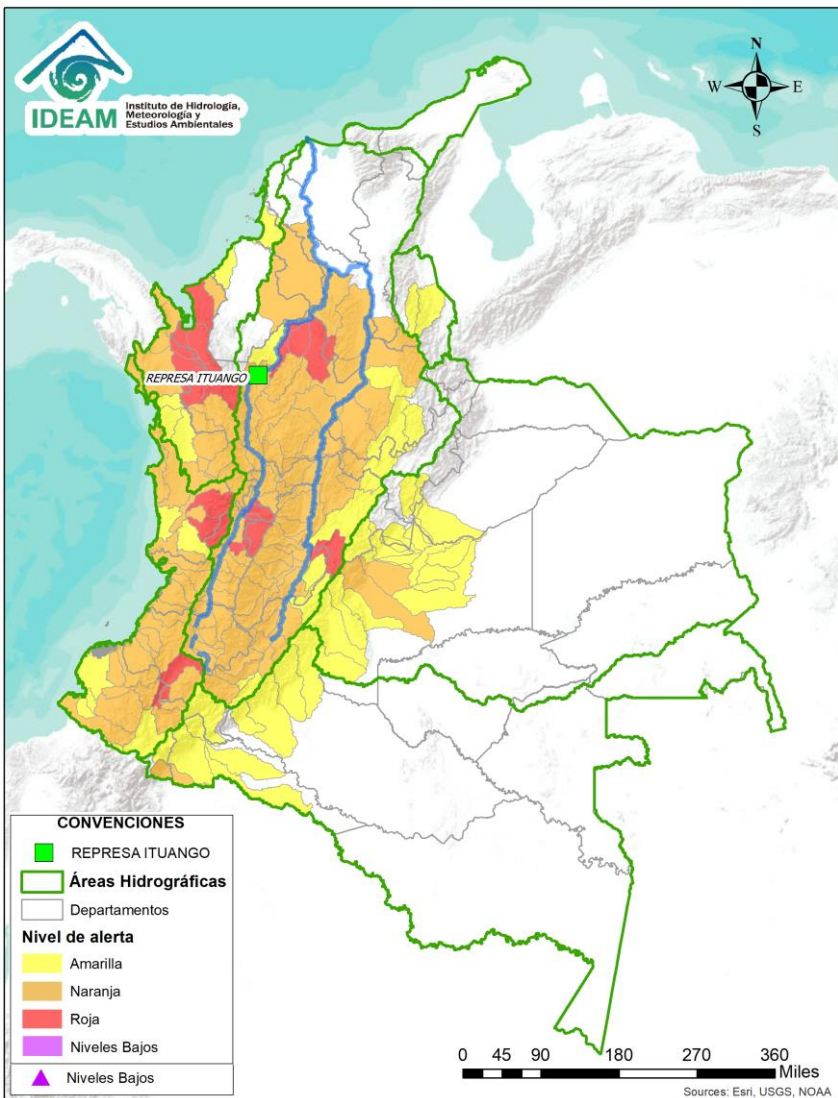 IDEAM
Instituto de Hidrología,
Meteorología y
Estudios Ambientales
N
W
E
S
REPRESA ITUANGO
CONVENCIONES
REPRESA ITUANGO
Áreas Hidrográficas
Departamentos
Nivel de alerta
Amarilla
Naranja
Roja
Niveles Bajos
Niveles Bajos
0 45 90 180 270 360
Miles
Sources: Esri, USGS, NOAA